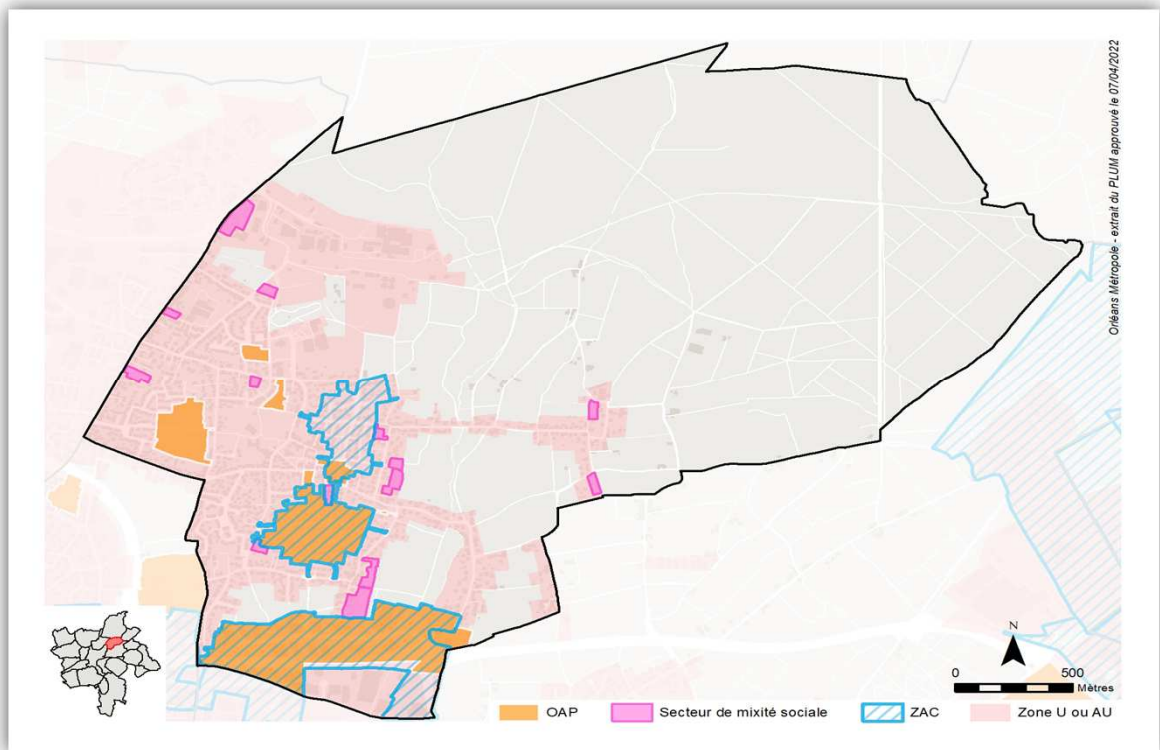 Orléans Métropole - extrait du PLUM approuvé le 07/04/2022
N
0 500
Mètres
OAP Secteur de mixité sociale ZAC Zone U ou AU